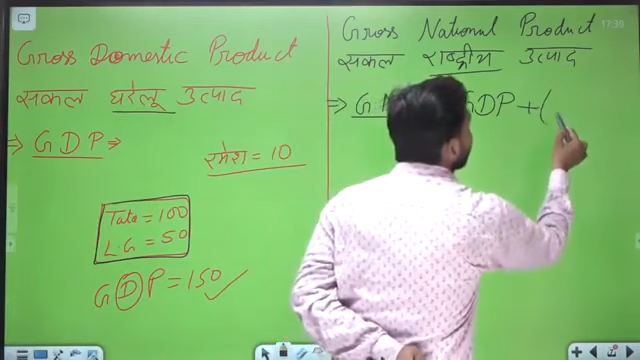 Gross Domestic Product
सकल घरेलू उत्पाद
⇒ GDP ⇒
रमेश = 10
Tata = 100
L.G = 50
GDP = 150 ✓
Gross National Product
सकल राष्ट्रीय उत्पाद
⇒ G GDP + (
17:39